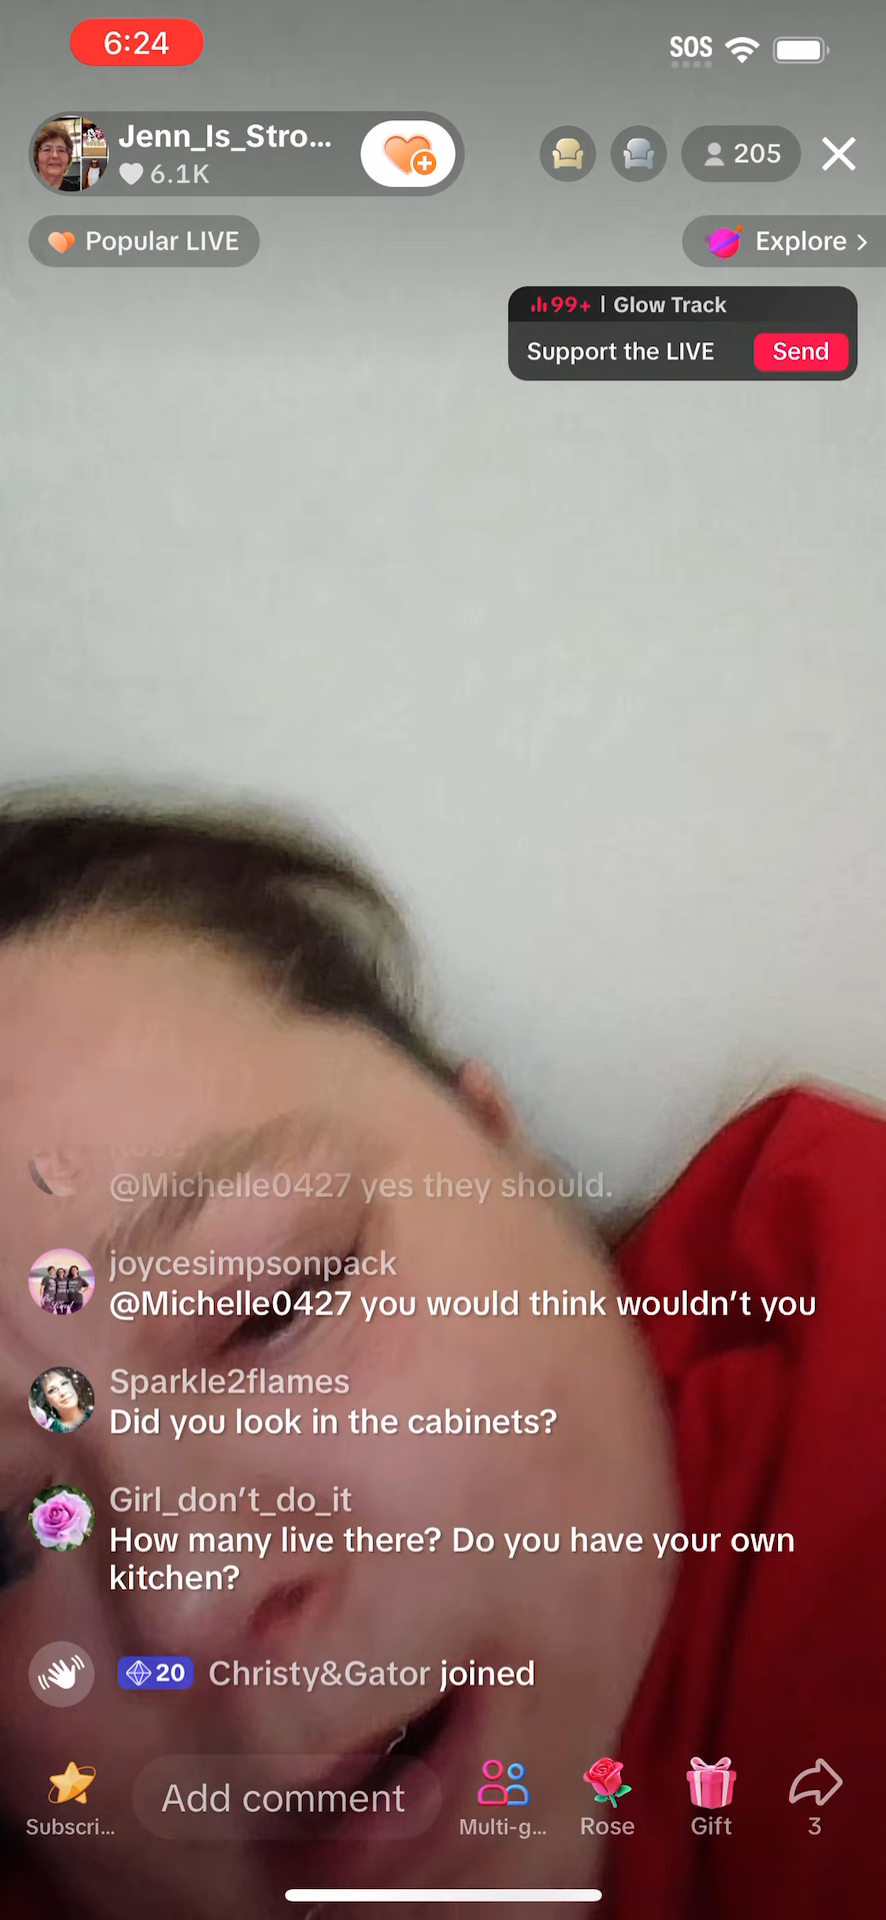 6:24
SOS
Jenn_Is_Stro...
6.1K
205
Popular LIVE
Explore >
99+ | Glow Track
Support the LIVE
Send
@Michelle0427 yes they should.
joycesimpsonpack
@Michelle0427 you would think wouldn't you
Sparkle2flames
Did you look in the cabinets?
Girl_don't_do_it
How many live there? Do you have your own
kitchen?
20 Christy&Gator joined
Add comment
Subscri...
Multi-g...
Rose
Gift
3